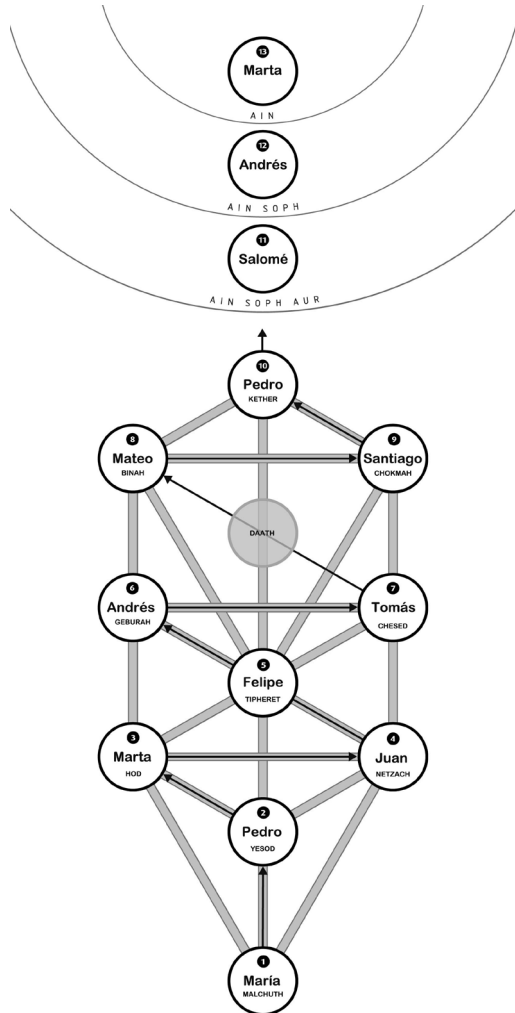 13
Marta
AIN
12
Andrés
AIN SOPH
11
Salomé
AIN SOPH AUR
10
Pedro
KETHER
8
Mateo
BINAH
9
Santiago
CHOKMAH
DAATH
6
Andrés
GEBURAH
7
Tomás
CHESED
5
Felipe
TIPHERET
3
Marta
HOD
4
Juan
NETZACH
2
Pedro
YESOD
1
María
MALCHUTH